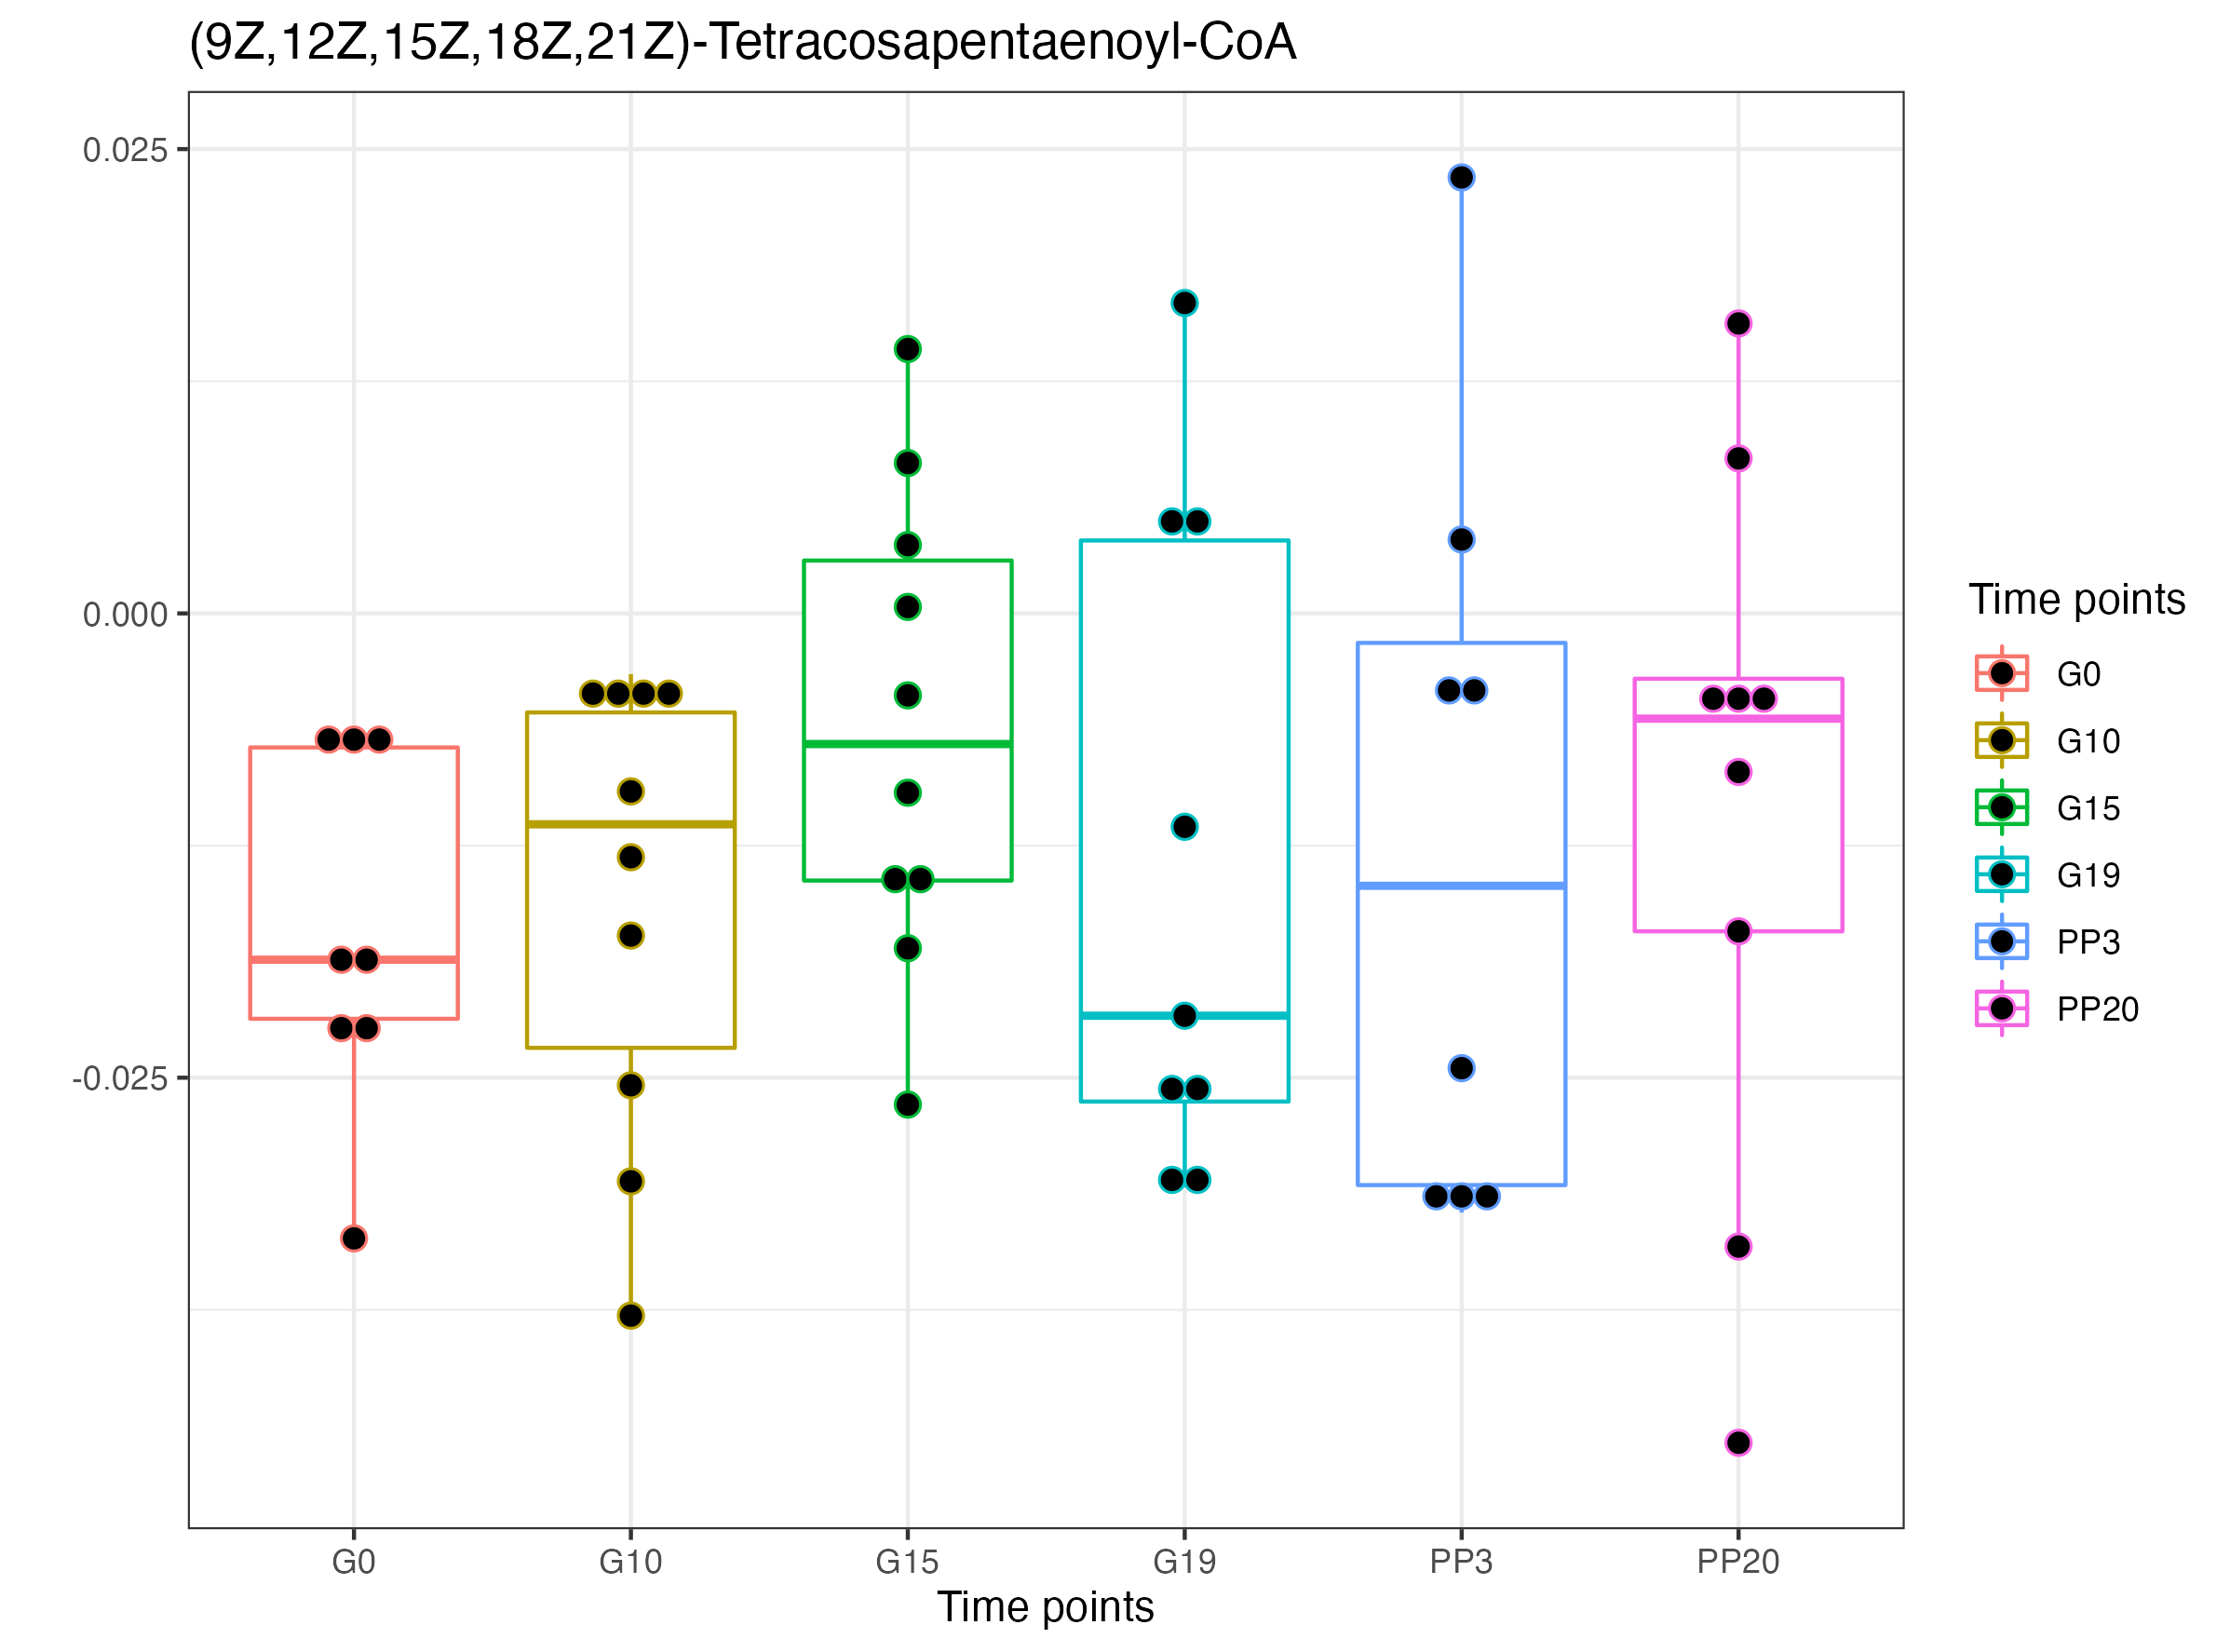 (9Z,12Z,15Z,18Z,21Z)-Tetracosapentaenoyl-CoA
0.025
0.000
-0.025
G0 G10 G15 G19 PP3 PP20
Time points
Time points
G0
G10
G15
G19
PP3
PP20